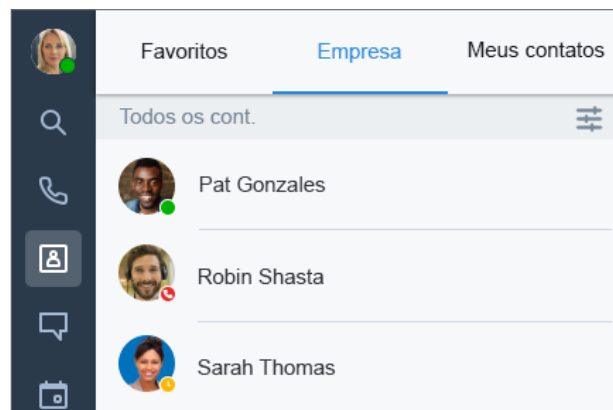 Favoritos Empresa Meus contatos
Todos os cont.
Pat Gonzales
Robin Shasta
Sarah Thomas